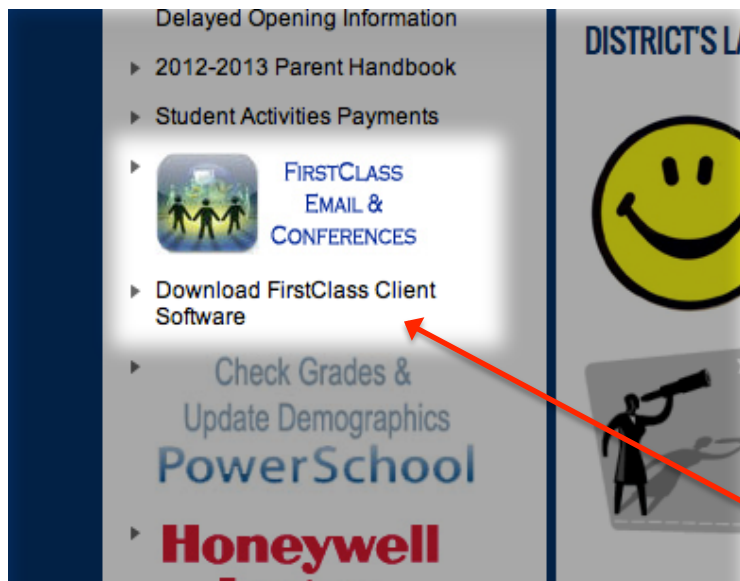 Delayed Opening Information
2012-2013 Parent Handbook
Student Activities Payments
FIRSTCLASS
EMAIL &
CONFERENCES
Download FirstClass Client
Software
Check Grades &
Update Demographics
PowerSchool
Honeywell
DISTRICT'S